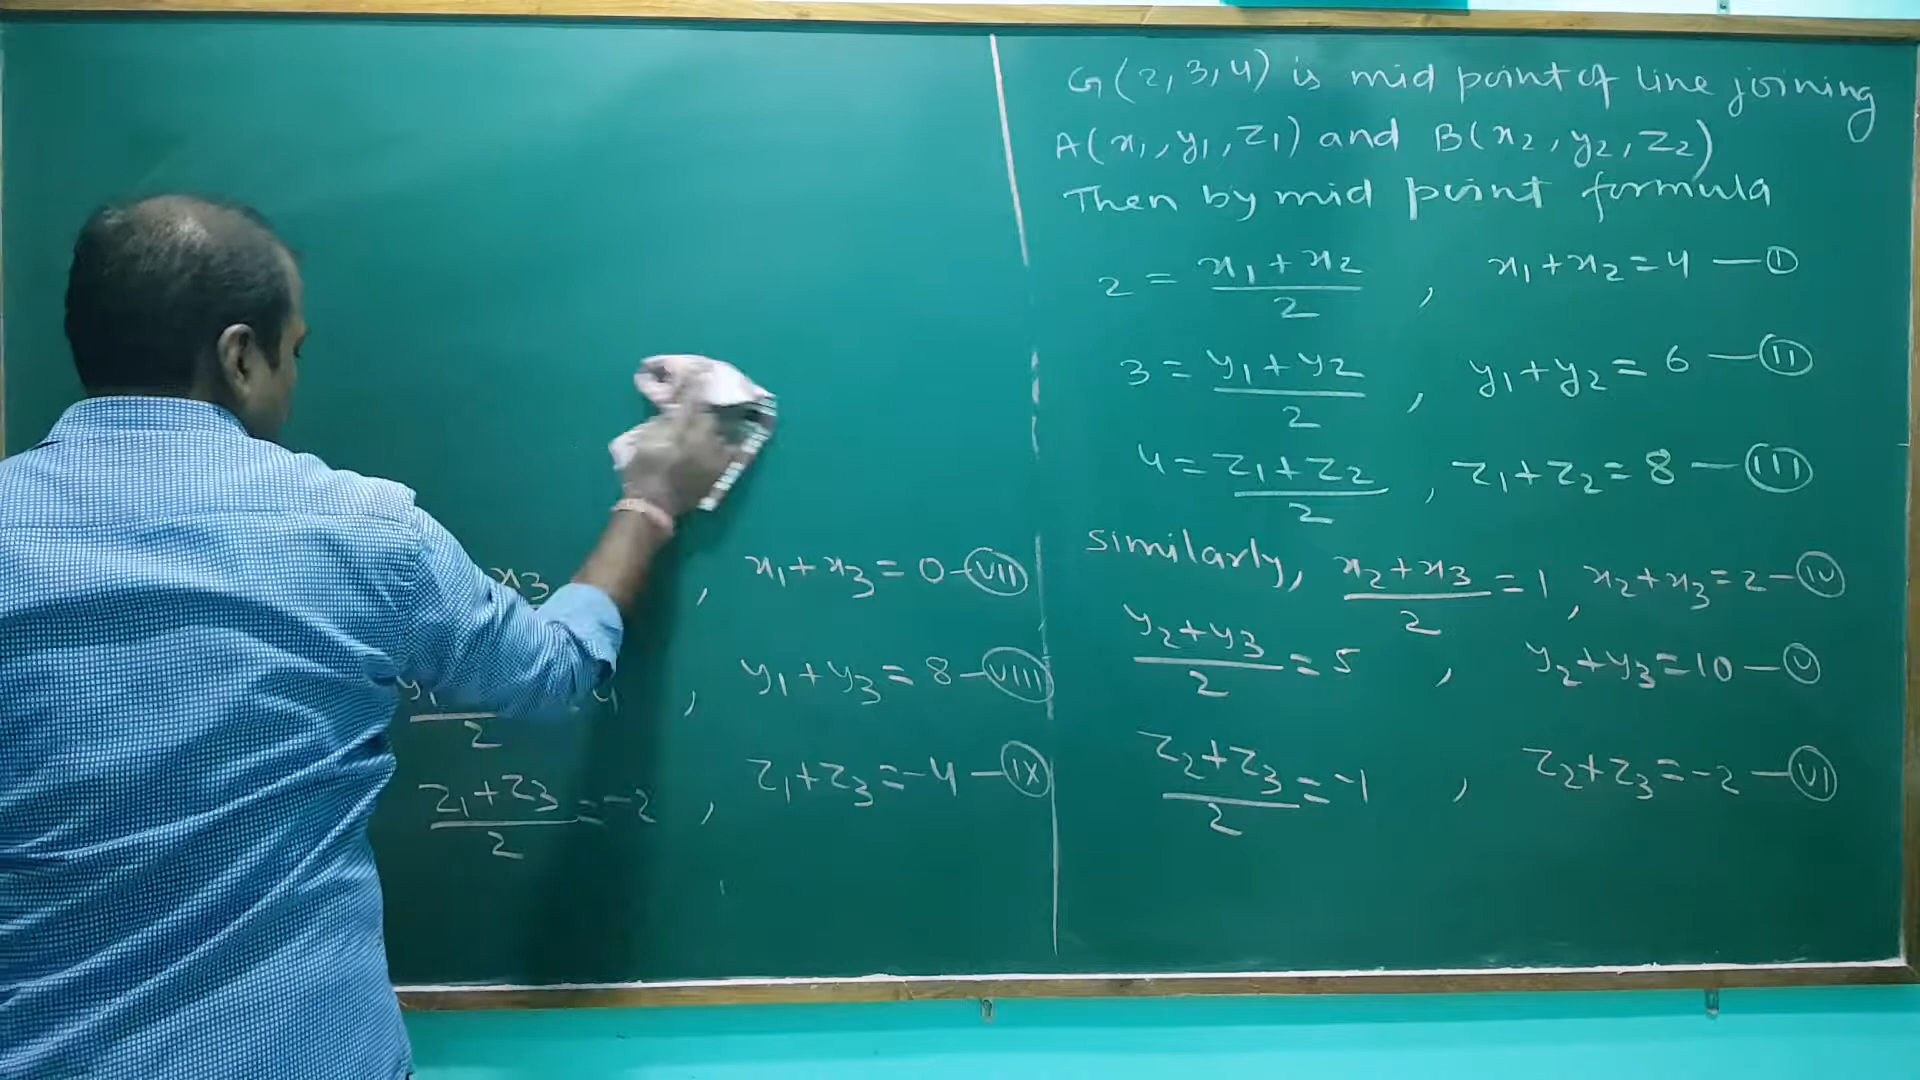 x3 , x1+x3=0 - VII
y1 4 , y1+y3=8 - VIII
2
z1+z3/2=-2 , z1+z3=-4 - IX
G(2,3,4) is mid point of line joining
A(x1,y1,z1) and B(x2,y2,z2)
Then by mid point formula
2 = x1+x2/2 , x1+x2=4 - I
3 = y1+y2/2 , y1+y2=6 - II
4 = z1+z2/2 , z1+z2=8 - III
similarly, x2+x3/2=1 , x2+x3=2 - IV
y2+y3/2=5 , y2+y3=10 - V
z2+z3/2=-1 , z2+z3=-2 - VI